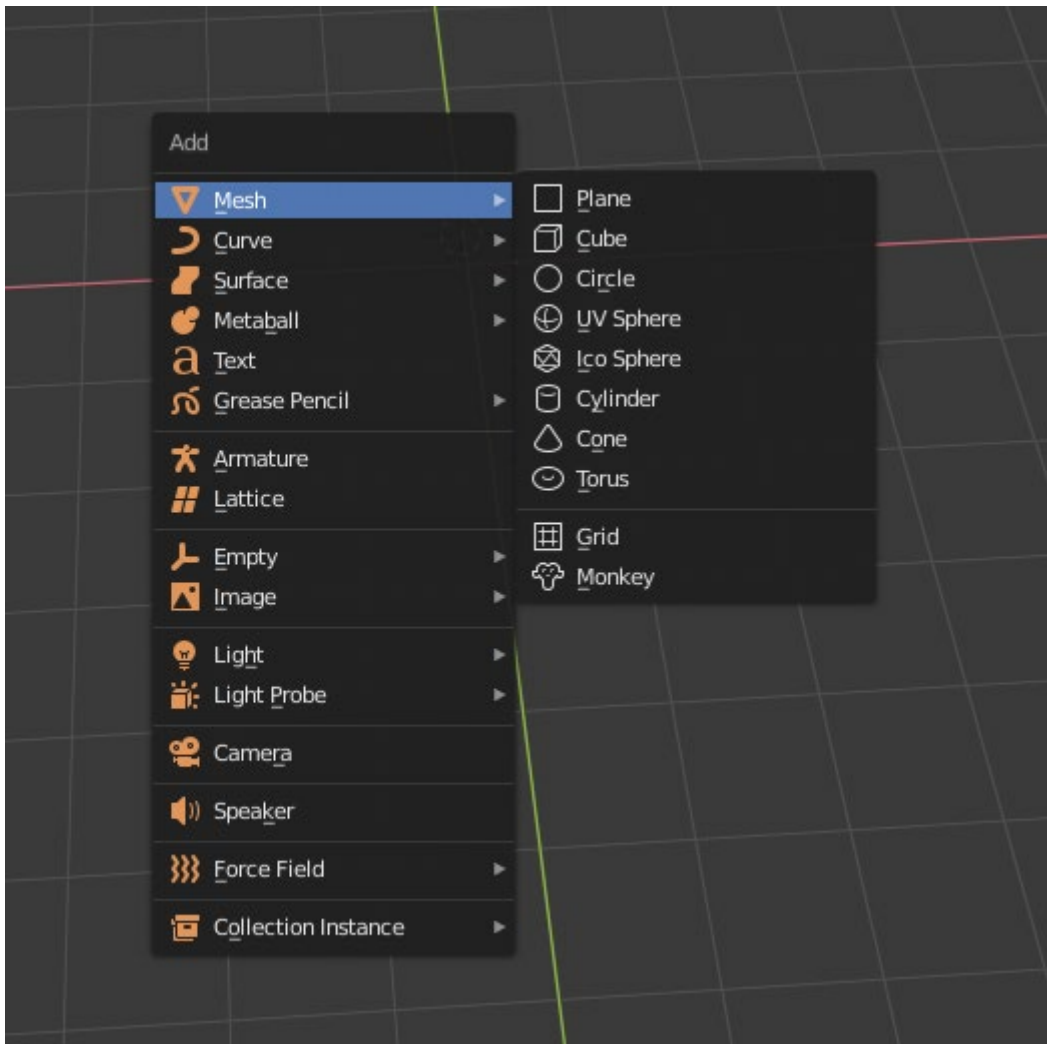 Add
Mesh
Curve
Surface
Metaball
Text
Grease Pencil
Armature
Lattice
Empty
Image
Light
Light Probe
Camera
Speaker
Force Field
Collection Instance
Plane
Cube
Circle
UV Sphere
Ico Sphere
Cylinder
Cone
Torus
Grid
Monkey